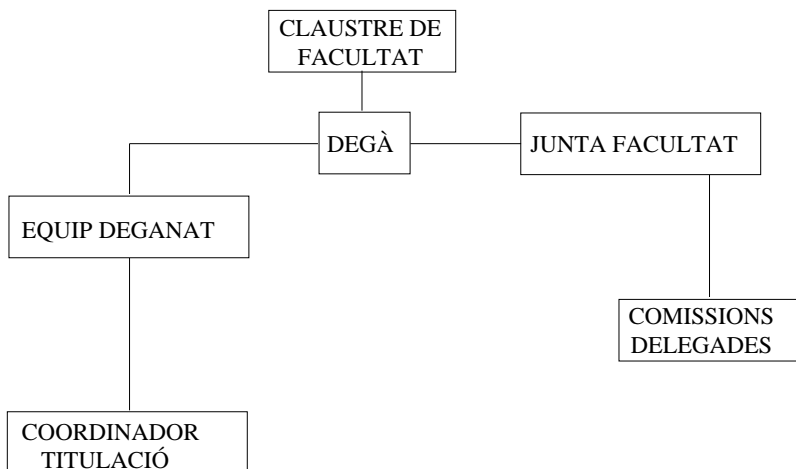 CLAUSTRE DE
FACULTAT
DEGÀ
JUNTA FACULTAT
EQUIP DEGANAT
COMISSIONS
DELEGADES
COORDINADOR
TITULACIÓ